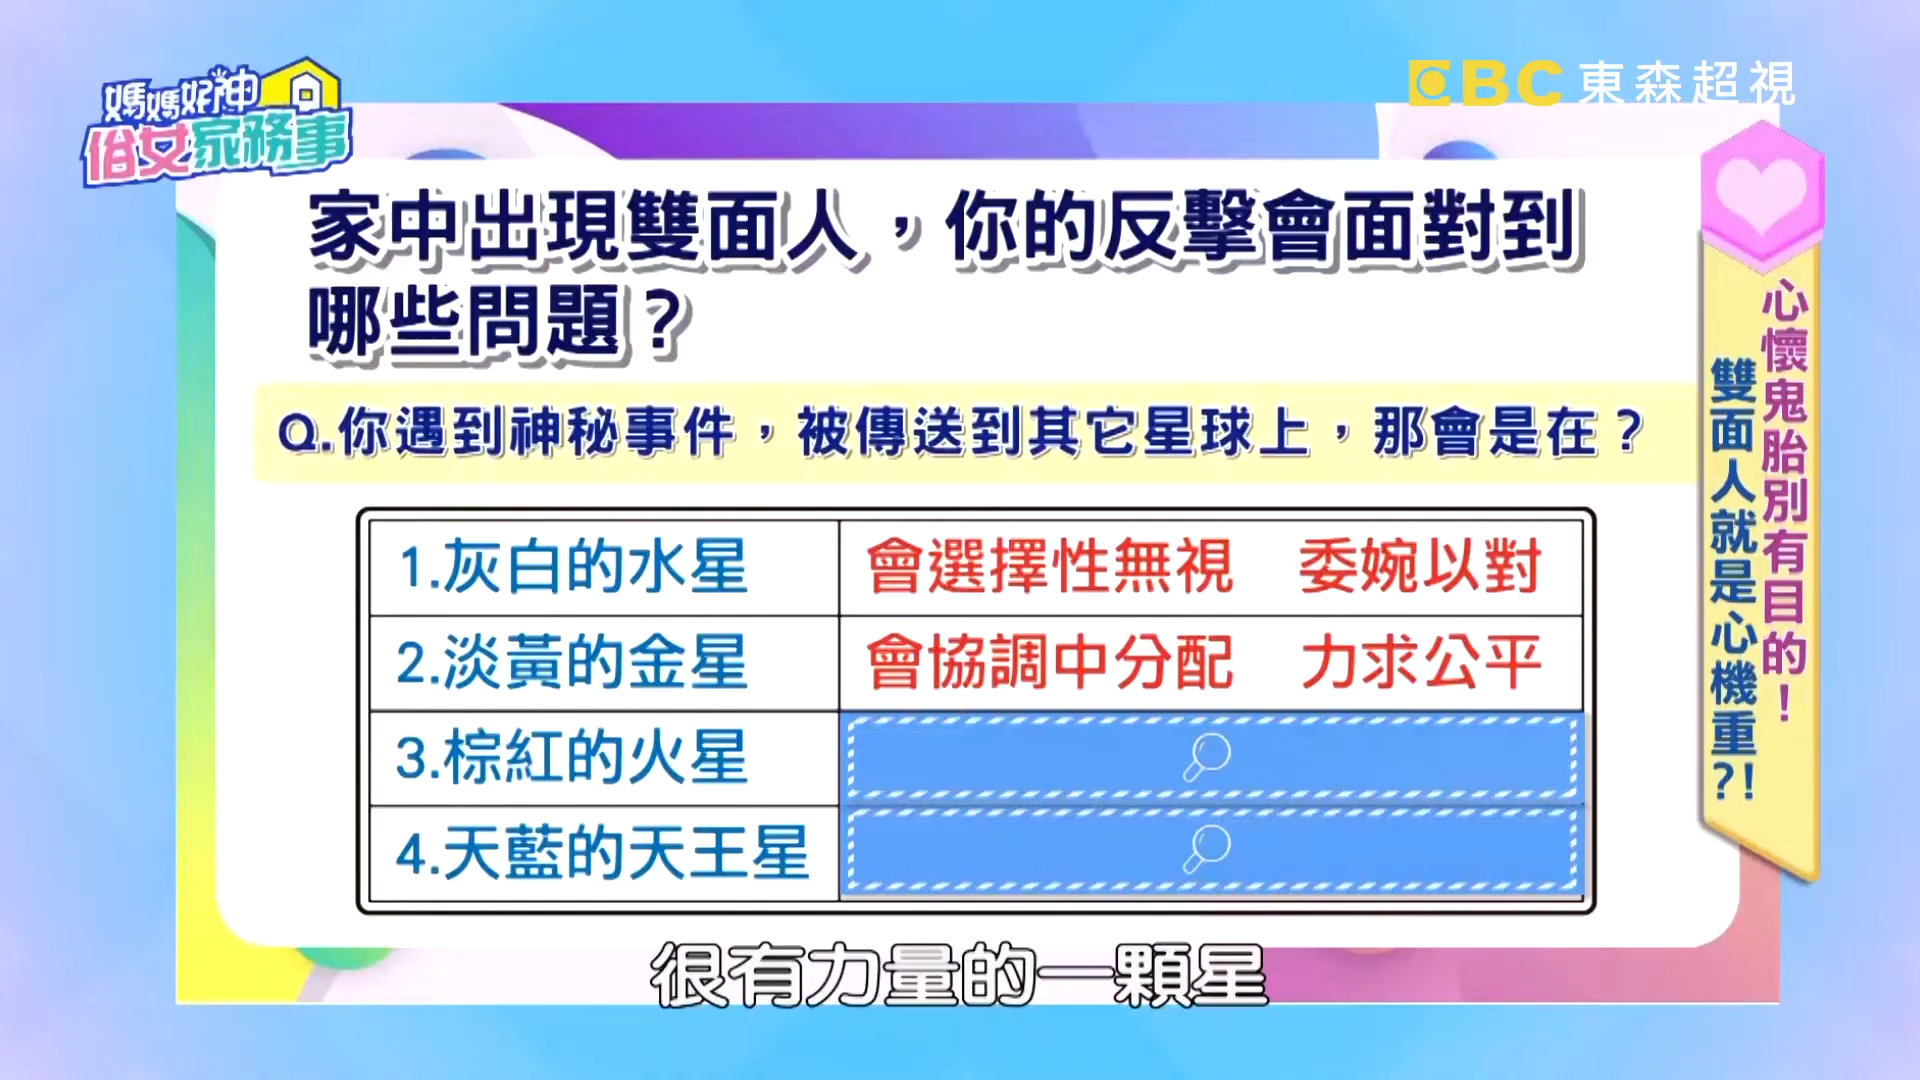 媽媽好神
俗女家務事
EBC 東森超視
家中出現雙面人，你的反擊會面對到
哪些問題？
Q.你遇到神秘事件，被傳送到其它星球上，那會是在？
1.灰白的水星 會選擇性無視 委婉以對
2.淡黃的金星 會協調中分配 力求公平
3.棕紅的火星
4.天藍的天王星
心懷鬼胎別有目的！
雙面人就是心機重?!
很有力量的一顆星